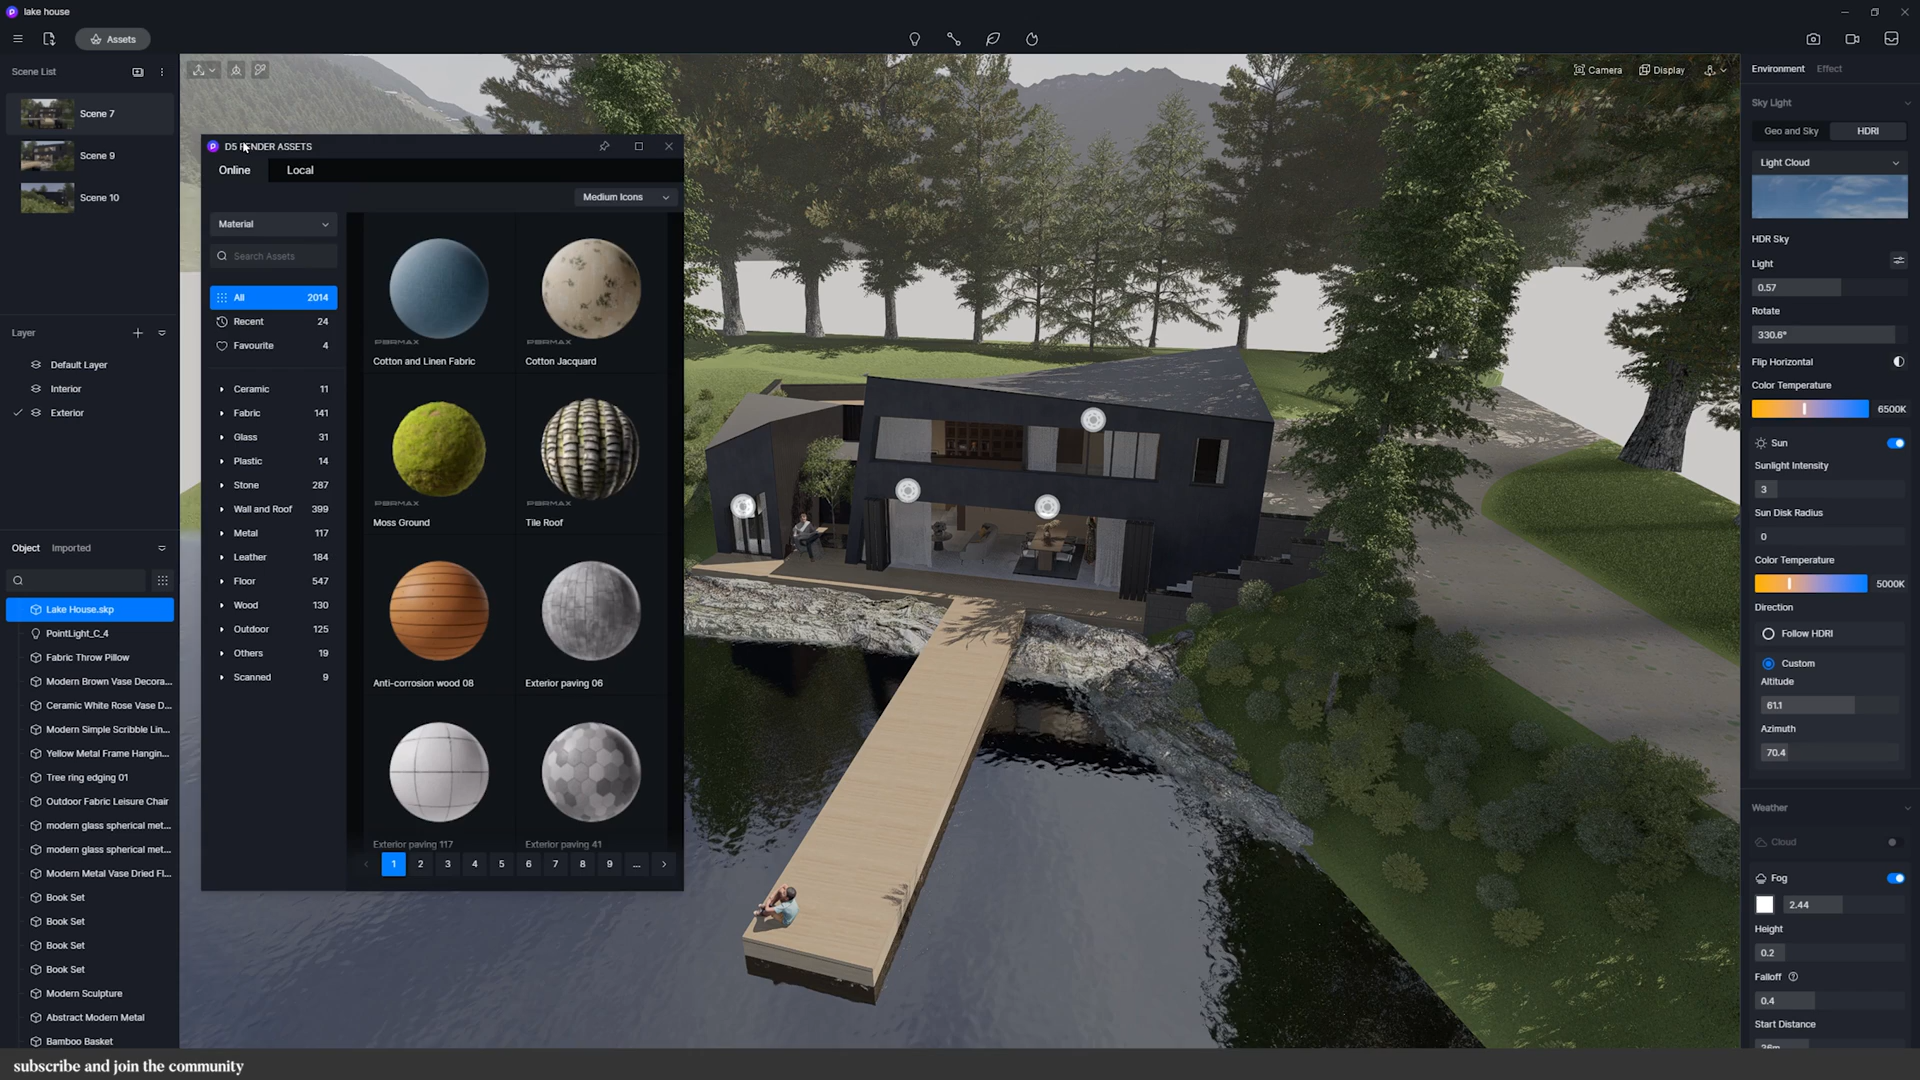 lake house
Assets
Scene List
Scene 7
Scene 9
Scene 10
Layer
Default Layer
Interior
Exterior
Object
Imported
Lake House.skp
PointLight_C_4
Fabric Throw Pillow
Modern Brown Vase Decora...
Ceramic White Rose Vase D...
Modern Simple Scribble Lin...
Yellow Metal Frame Hangin...
Tree ring edging 01
Outdoor Fabric Leisure Chair
modern glass spherical met...
modern glass spherical met...
Modern Metal Vase Dried Fl...
Book Set
Book Set
Book Set
Book Set
Modern Sculpture
Abstract Modern Metal
Bamboo Basket
D5 RENDER ASSETS
Online
Local
Medium Icons
Material
Search Assets
All 2014
Recent 24
Favourite 4
Ceramic 11
Fabric 141
Glass 31
Plastic 14
Stone 287
Wall and Roof 399
Metal 117
Leather 184
Floor 547
Wood 130
Outdoor 125
Others 19
Scanned 9
PBRMAX
Cotton and Linen Fabric
Cotton Jacquard
PBRMAX
PBRMAX
Moss Ground
Tile Roof
Anti-corrosion wood 08
Exterior paving 06
Exterior paving 117
Exterior paving 41
1 2 3 4 5 6 7 8 9 ...
Camera
Display
Environment
Effect
Sky Light
Geo and Sky
HDRI
Light Cloud
HDR Sky
Light
0.57
Rotate
330.6°
Flip Horizontal
Color Temperature
6500K
Sun
Sunlight Intensity
3
Sun Disk Radius
0
Color Temperature
5000K
Direction
Follow HDRI
Custom
Altitude
61.1
Azimuth
70.4
Weather
Cloud
Fog
2.44
Height
0.2
Falloff
0.4
Start Distance
subscribe and join the community